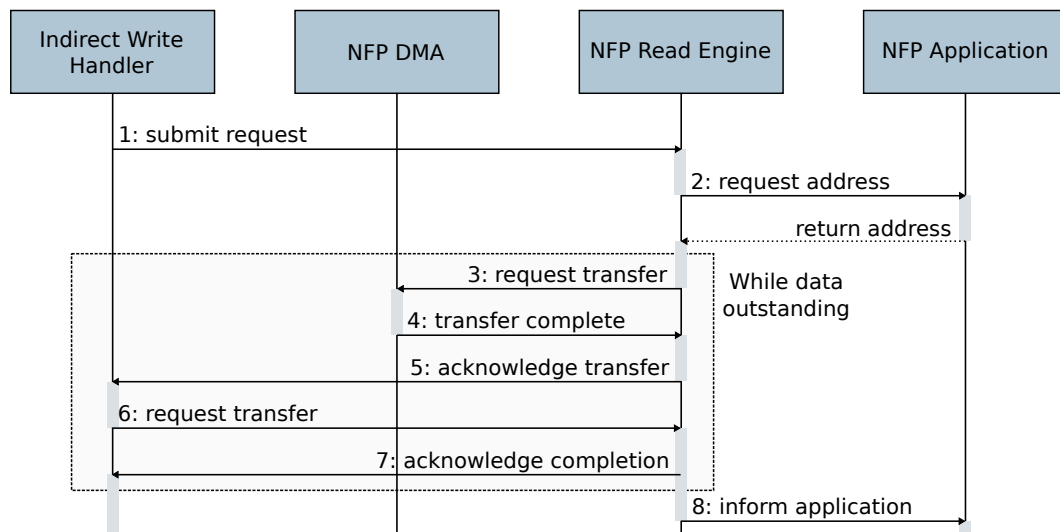 Indirect Write
Handler
NFP DMA
NFP Read Engine
NFP Application
1: submit request
2: request address
return address
3: request transfer
While data
outstanding
4: transfer complete
5: acknowledge transfer
6: request transfer
7: acknowledge completion
8: inform application